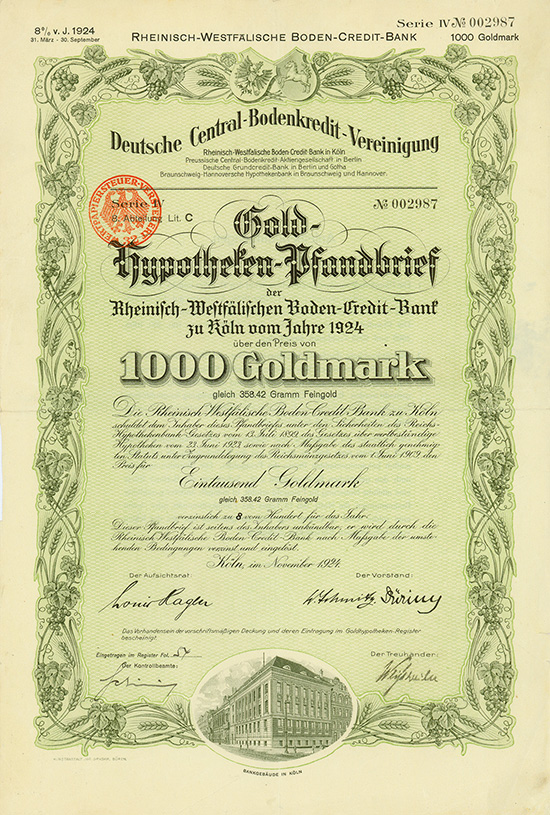 8% v. J. 1924
31. März - 30. September
Serie IV № 002987
RHEINISCH-WESTFÄLISCHE BODEN-CREDIT-BANK
1000 Goldmark
Deutsche Central-Bodenkredit-Vereinigung
Rheinisch-Westfälische Boden-Credit-Bank in Köln
Preussische Central-Bodenkredit-Aktiengesellschaft in Berlin
Deutsche Grundcredit-Bank in Berlin und Gotha
Braunschweig-Hannoversche Hypothekenbank in Braunschweig und Hannover.
Serie IV
8. Abteilung Lit. C
№ 002987
Gold-
Hypotheken-Pfandbrief
der
Rheinisch-Westfälischen Boden-Credit-Bank
zu Köln vom Jahre 1924
über den Preis von
1000 Goldmark
gleich 358.42 Gramm Feingold
Die Rheinisch-Westfälische Boden-Credit-Bank zu Köln
schuldet dem Inhaber dieses Pfandbriefes unter den Sicherheiten des Reichs-
Hypothekenbank-Gesetzes vom 13. Juli 1899, des Gesetzes über wertbeständige
Hypotheken vom 23. Juni 1923 sowie nach Maßgabe des staatlich genehmig-
ten Statuts unter Zugrundelegung des Reichsmünzgesetzes vom 1. Juni 1909 den
Preis für
Eintausend Goldmark
gleich 358.42 Gramm Feingold
verzinslich zu 8 vom Hundert für das Jahr.
Dieser Pfandbrief ist seitens des Inhabers unkündbar, er wird durch die
Rheinisch-Westfälische Boden-Credit-Bank nach Maßgabe der umste-
henden Bedingungen verzinst und eingelöst.
Köln, im November 1924.
Der Aufsichtsrat:
Der Vorstand:
Louis Hagen
Das Vorhandensein der vorschriftsmäßigen Deckung und deren Eintragung im Goldhypotheken-Register
bescheinigt.
Eingetragen im Register Fol.
Der Kontrollbeamte:
Der Treuhänder:
BANKGEBÄUDE IN KÖLN